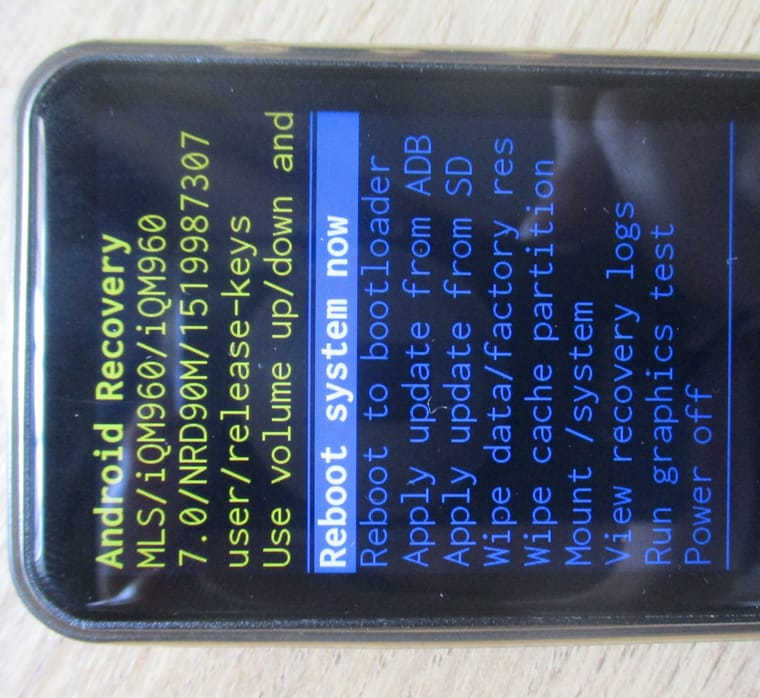 Android Recovery
MLS/iQM960/iQM960
7.0/NRD90M/1519987307
user/release-keys
Use volume up/down and
Reboot system now
Reboot to bootloader
Apply update from ADB
Apply update from SD
Wipe data/factory res
Wipe cache partition
Mount /system
View recovery logs
Run graphics test
Power off